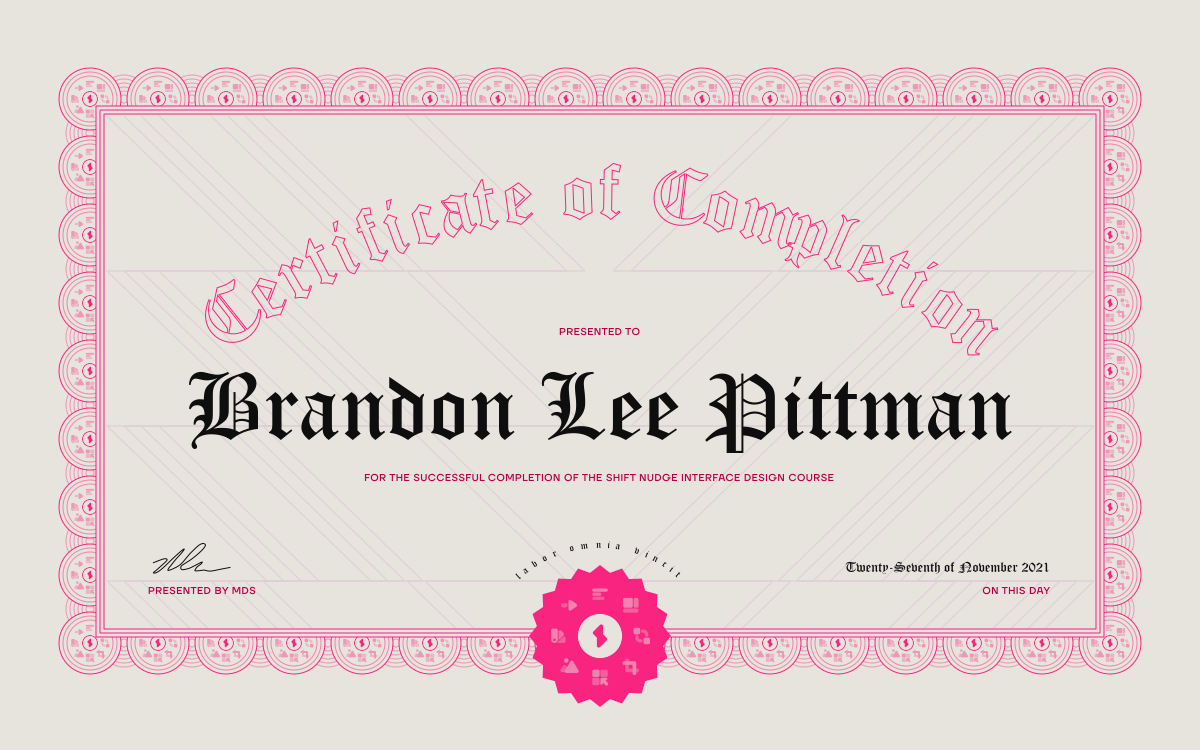 Certificate of Completion
PRESENTED TO
Brandon Lee Pittman
FOR THE SUCCESSFUL COMPLETION OF THE SHIFT NUDGE INTERFACE DESIGN COURSE
labor omnia vincit
Twenty-Seventh of November 2021
PRESENTED BY MDS
ON THIS DAY